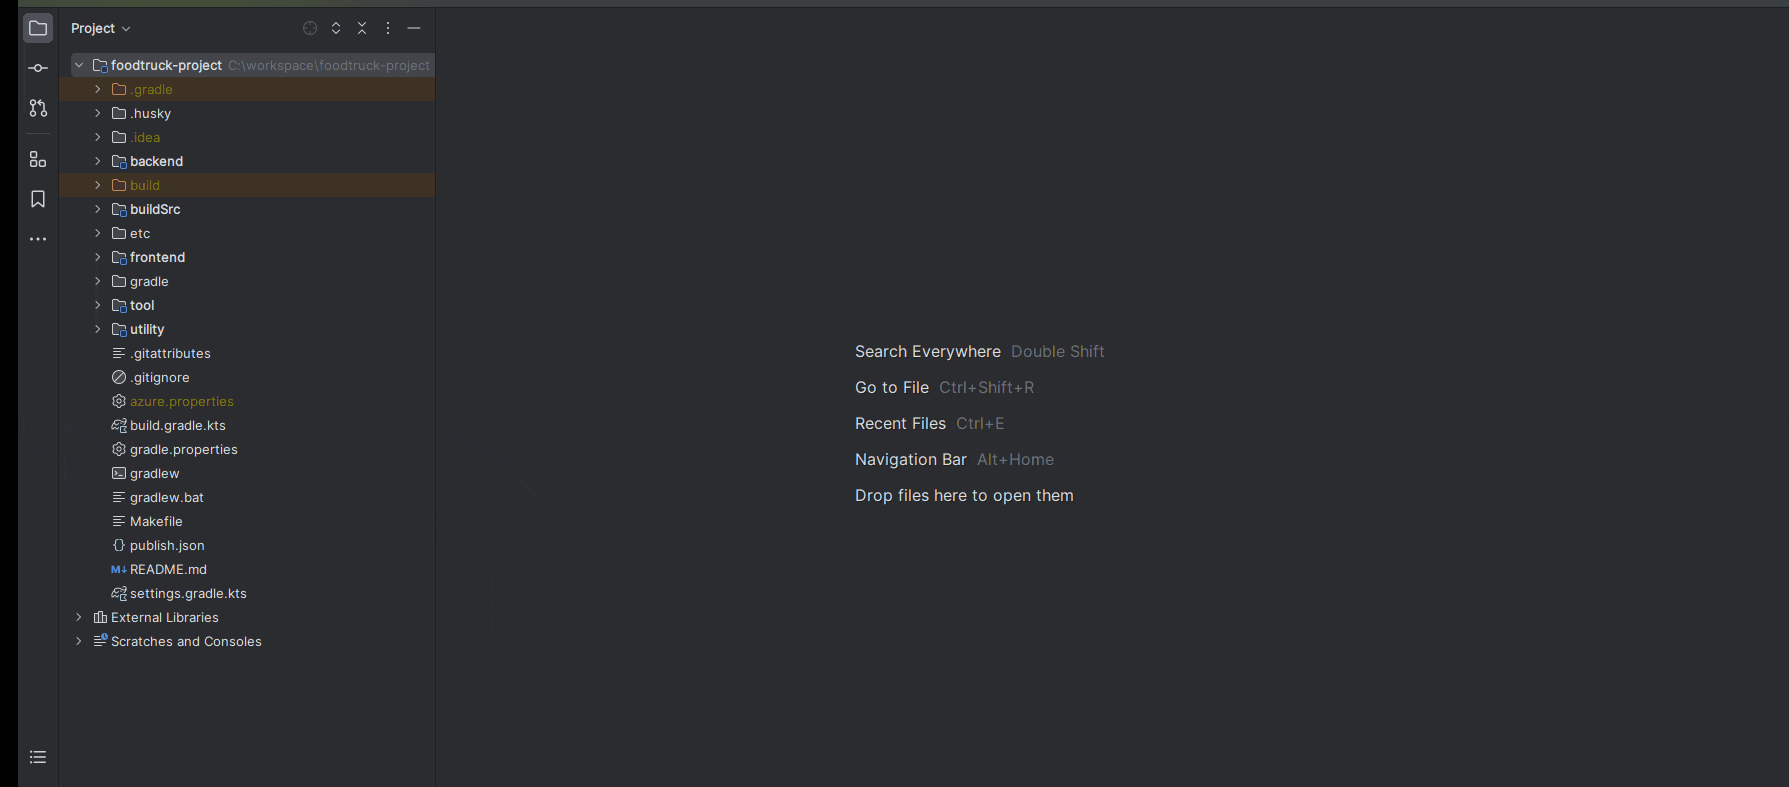 Project
foodtruck-project C:\workspace\foodtruck-project
.gradle
.husky
.idea
backend
build
buildSrc
etc
frontend
gradle
tool
utility
.gitattributes
.gitignore
azure.properties
build.gradle.kts
gradle.properties
gradlew
gradlew.bat
Makefile
publish.json
M↓ README.md
settings.gradle.kts
External Libraries
Scratches and Consoles
Search Everywhere Double Shift
Go to File Ctrl+Shift+R
Recent Files Ctrl+E
Navigation Bar Alt+Home
Drop files here to open them